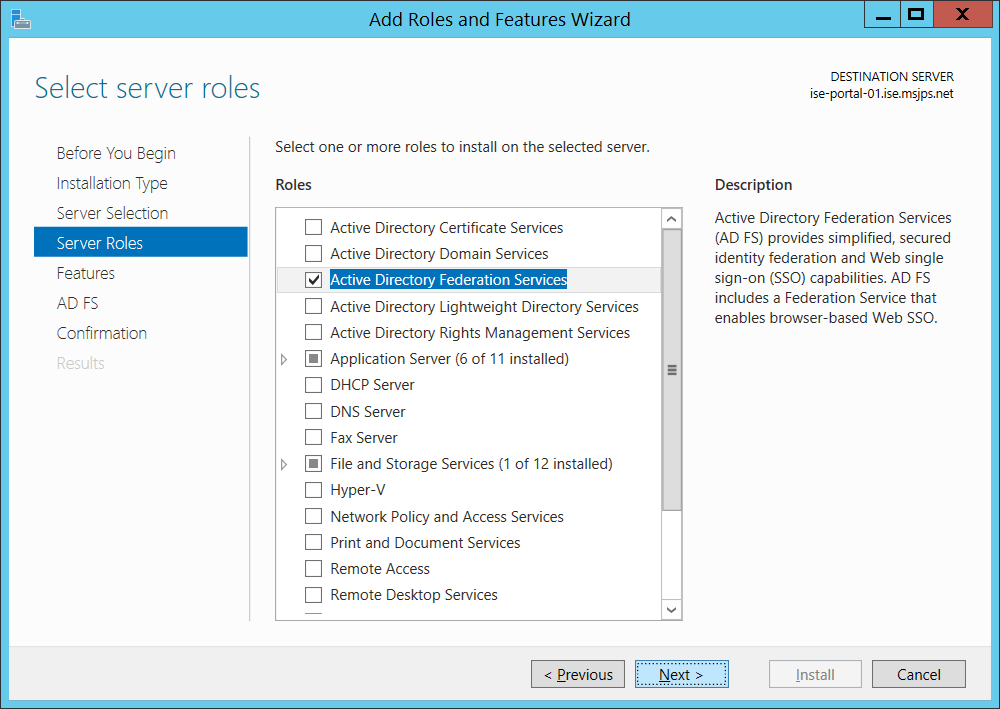 Add Roles and Features Wizard
Select server roles
DESTINATION SERVER
ise-portal-01.ise.msjps.net
Before You Begin
Installation Type
Server Selection
Server Roles
Features
AD FS
Confirmation
Results
Select one or more roles to install on the selected server.
Roles
Active Directory Certificate Services
Active Directory Domain Services
Active Directory Federation Services
Active Directory Lightweight Directory Services
Active Directory Rights Management Services
Application Server (6 of 11 installed)
DHCP Server
DNS Server
Fax Server
File and Storage Services (1 of 12 installed)
Hyper-V
Network Policy and Access Services
Print and Document Services
Remote Access
Remote Desktop Services
Description
Active Directory Federation Services
(AD FS) provides simplified, secured
identity federation and Web single
sign-on (SSO) capabilities. AD FS
includes a Federation Service that
enables browser-based Web SSO.
< Previous
Next >
Install
Cancel